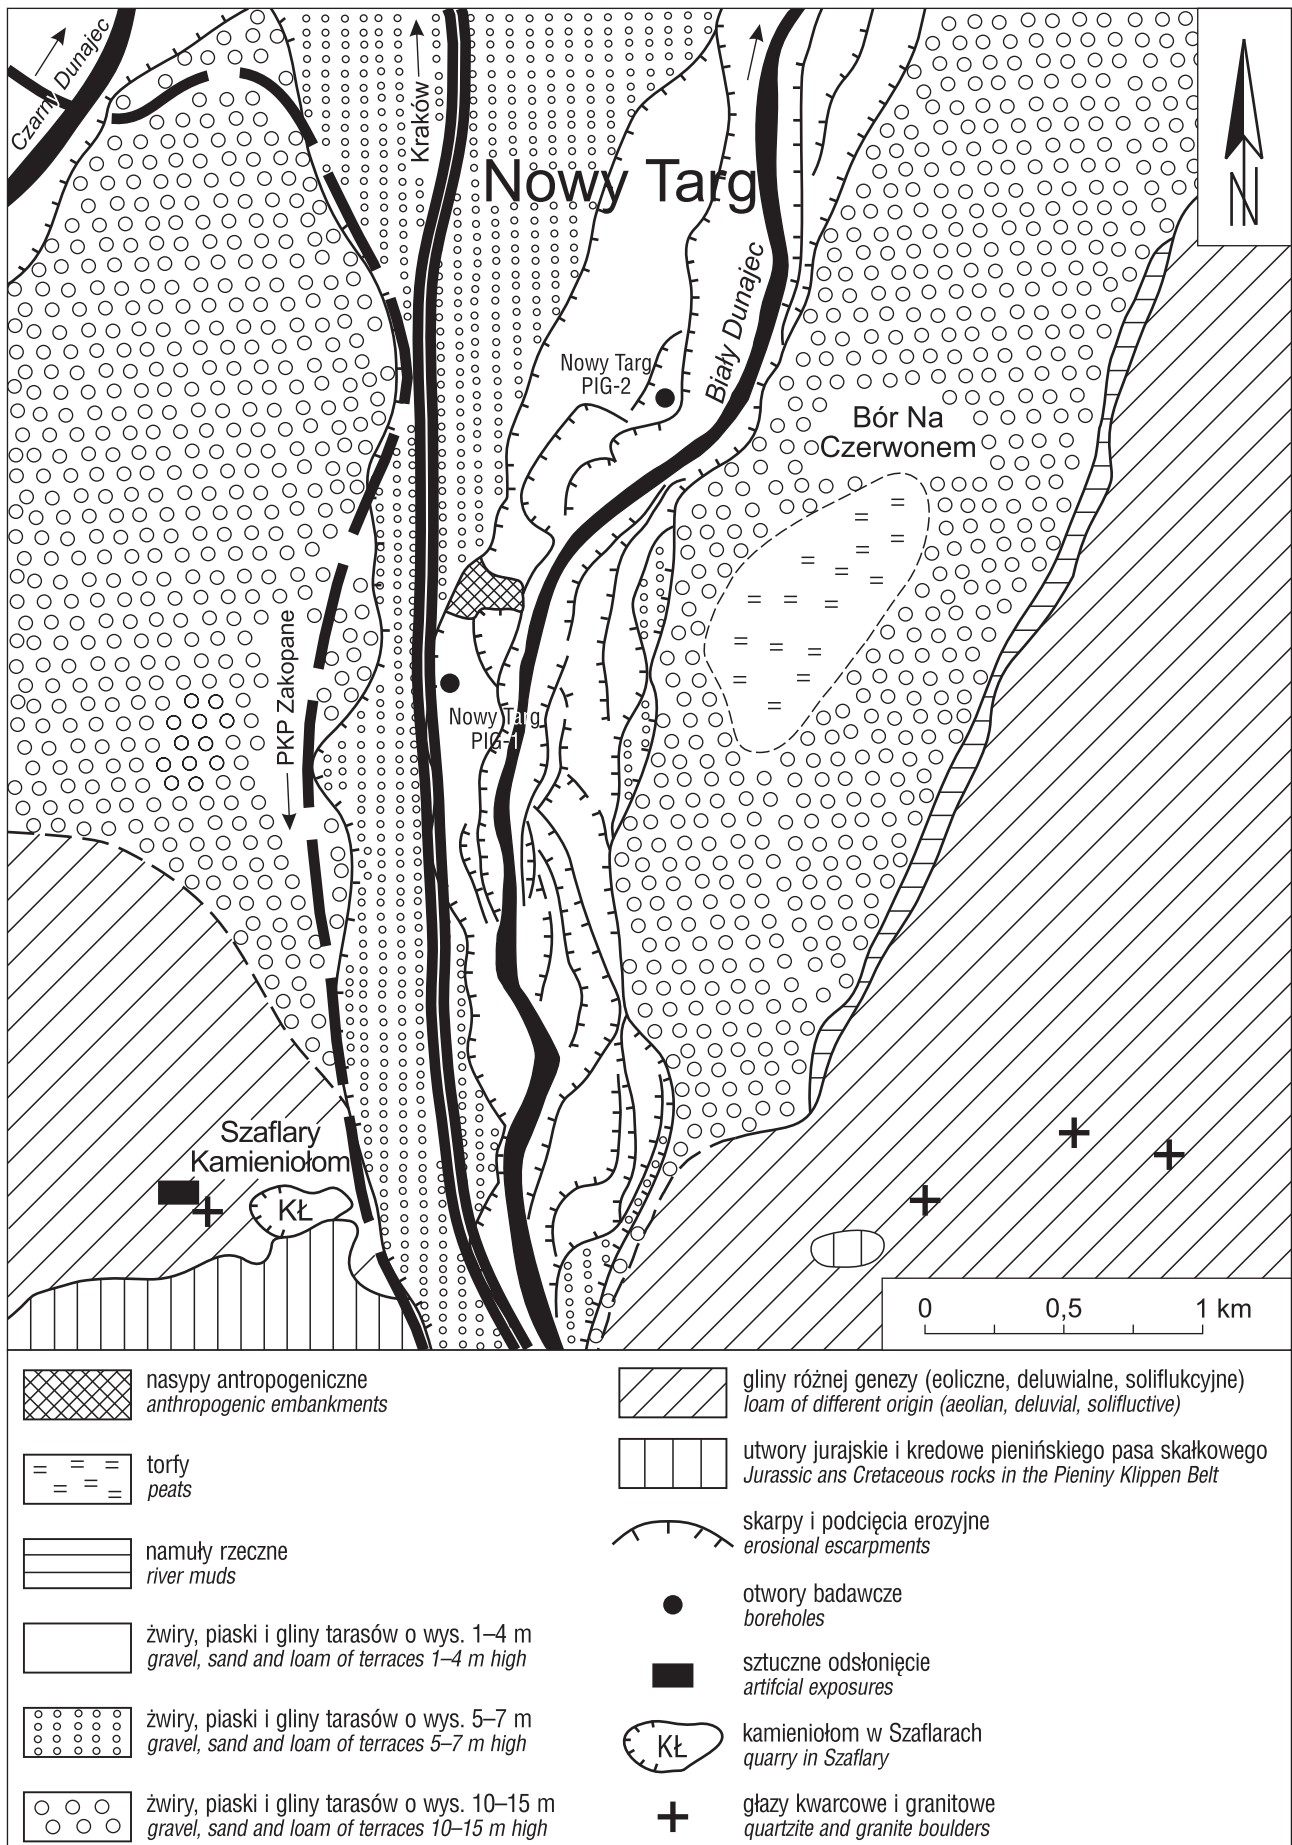 Czarny Dunajec
Kraków
Nowy Targ
Biały Dunajec
N
Nowy Targ
PIG-2
Bór Na
Czerwonem
PKP Zakopane
Nowy Targ
PIG-1
Szaflary
Kamieniołom
KŁ
0 0,5 1 km
nasypy antropogeniczne
anthropogenic embankments
torfy
peats
namuły rzeczne
river muds
żwiry, piaski i gliny tarasów o wys. 1–4 m
gravel, sand and loam of terraces 1–4 m high
żwiry, piaski i gliny tarasów o wys. 5–7 m
gravel, sand and loam of terraces 5–7 m high
żwiry, piaski i gliny tarasów o wys. 10–15 m
gravel, sand and loam of terraces 10–15 m high
gliny różnej genezy (eoliczne, deluwialne, soliflukcyjne)
loam of different origin (aeolian, deluvial, solifluctive)
utwory jurajskie i kredowe pienińskiego pasa skałkowego
Jurassic ans Cretaceous rocks in the Pieniny Klippen Belt
skarpy i podcięcia erozyjne
erosional escarpments
otwory badawcze
boreholes
sztuczne odsłonięcie
artifcial exposures
KŁ
kamieniołom w Szaflarach
quarry in Szaflary
głazy kwarcowe i granitowe
quartzite and granite boulders